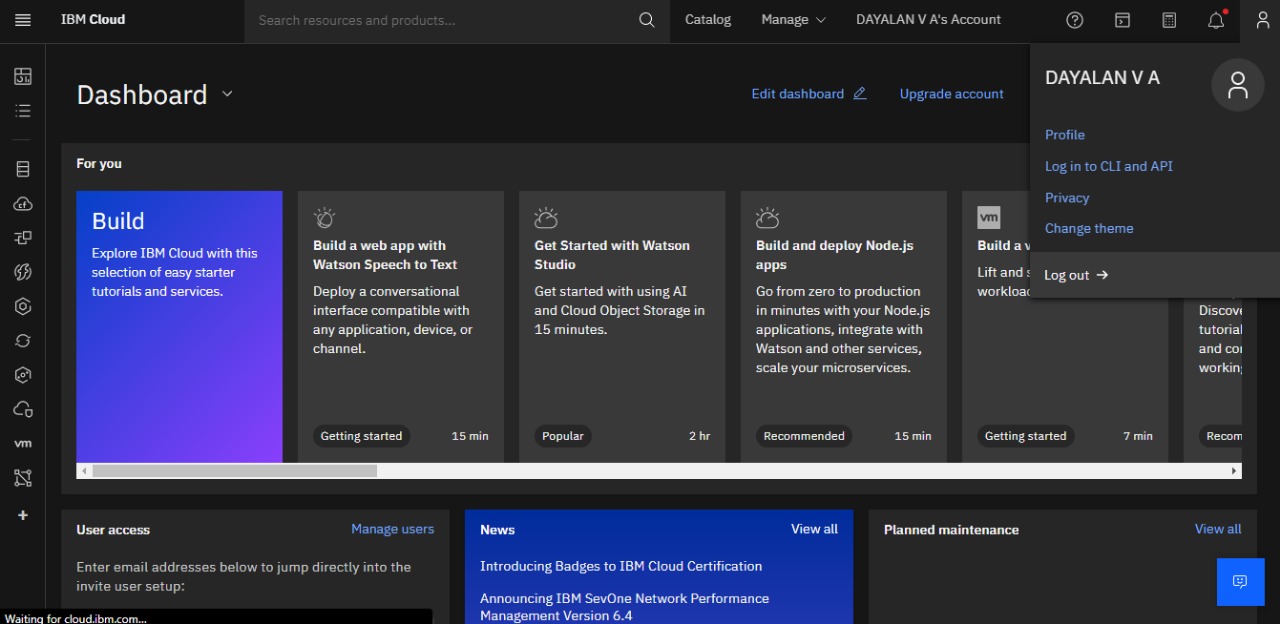 IBM Cloud
Search resources and products...
Catalog
Manage
DAYALAN V A's Account
DAYALAN V A
Profile
Log in to CLI and API
Privacy
Change theme
Log out →
Dashboard
Edit dashboard
Upgrade account
For you
Build
Explore IBM Cloud with this
selection of easy starter
tutorials and services.
Build a web app with
Watson Speech to Text
Deploy a conversational
interface compatible with
any application, device, or
channel.
Getting started
15 min
Get Started with Watson
Studio
Get started with using AI
and Cloud Object Storage in
15 minutes.
Popular
2 hr
Build and deploy Node.js
apps
Go from zero to production
in minutes with your Node.js
applications, integrate with
Watson and other services,
scale your microservices.
Recommended
15 min
vm
Build a
Lift and
Getting started
7 min
and
cf
vm
User access
Manage users
Enter email addresses below to jump directly into the
invite user setup:
News
View all
Introducing Badges to IBM Cloud Certification
Announcing IBM SevOne Network Performance
Management Version 6.4
Planned maintenance
View all
Waiting for cloud.ibm.com...